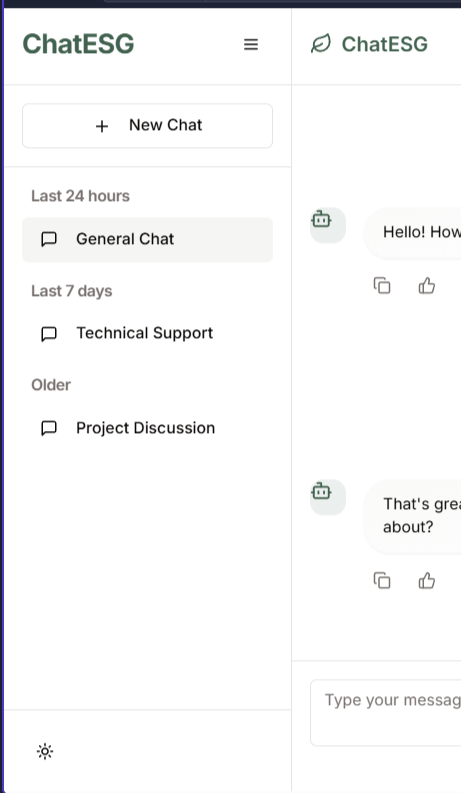 ChatESG
ChatESG
New Chat
Last 24 hours
General Chat
Last 7 days
Technical Support
Older
Project Discussion
Hello! How
That's grea
about?
Type your messag